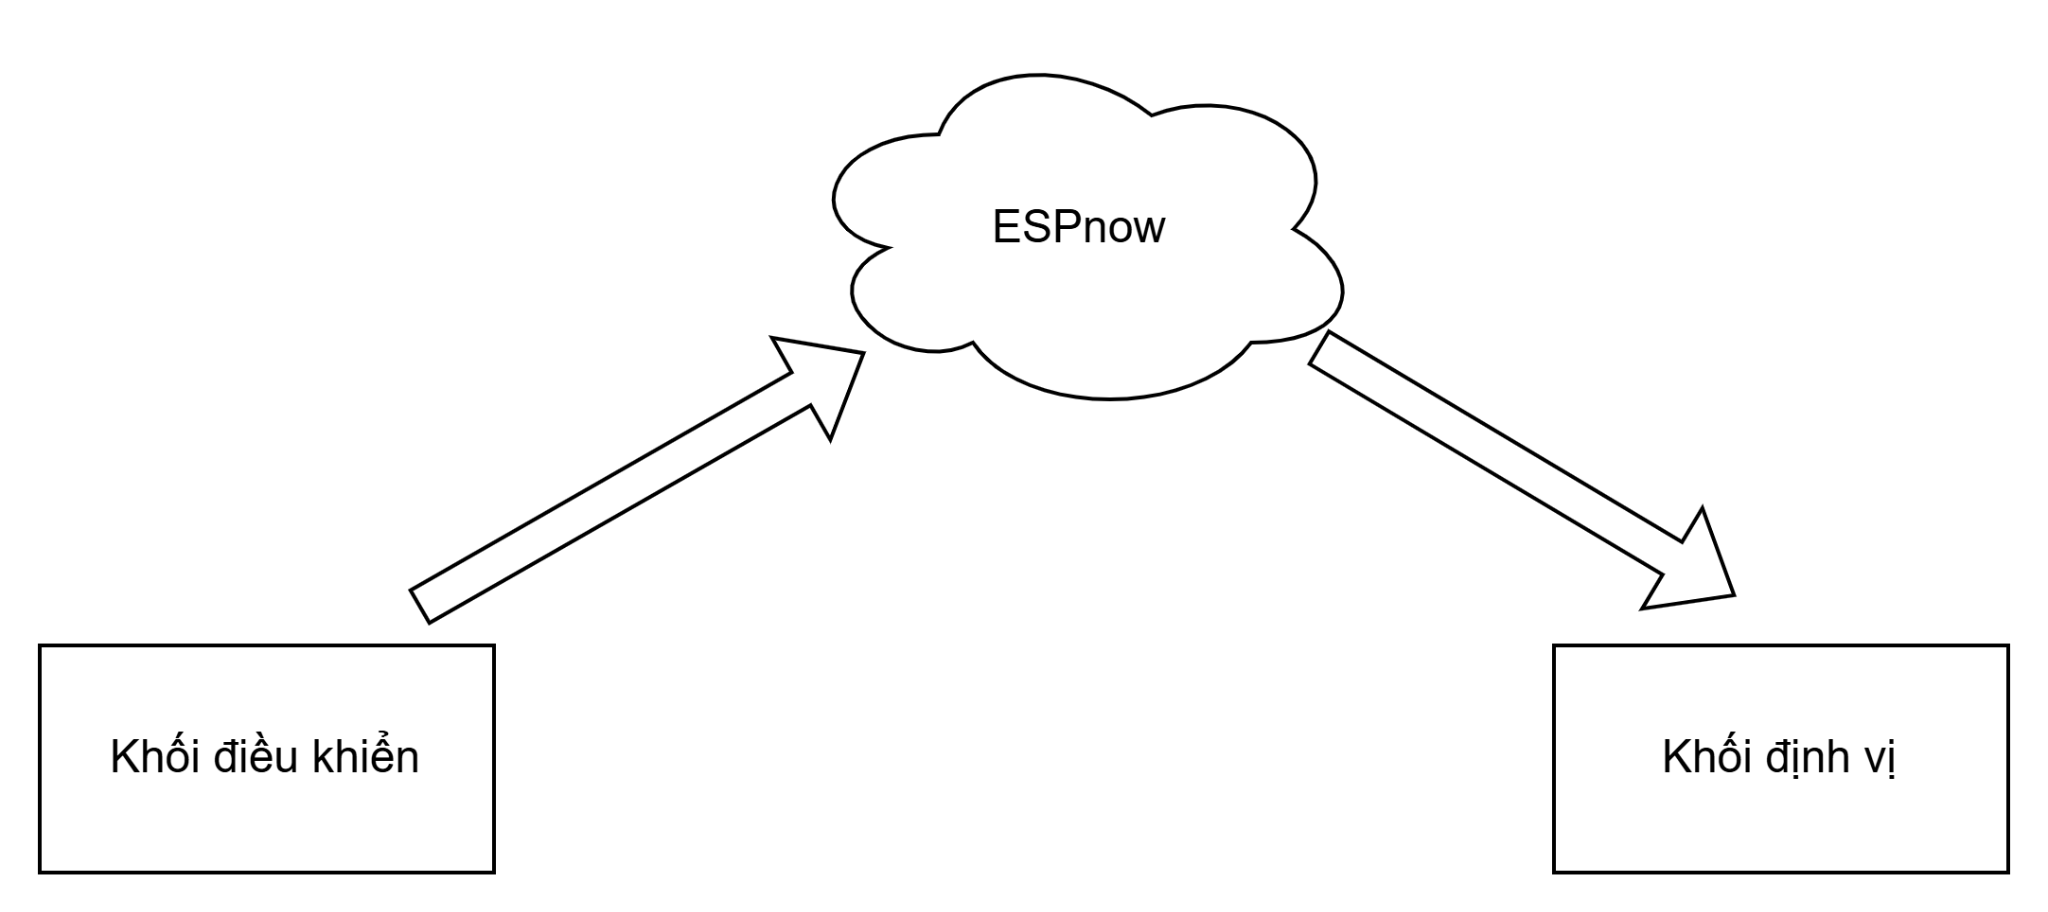 ESPnow
Khối điều khiển
Khối định vị